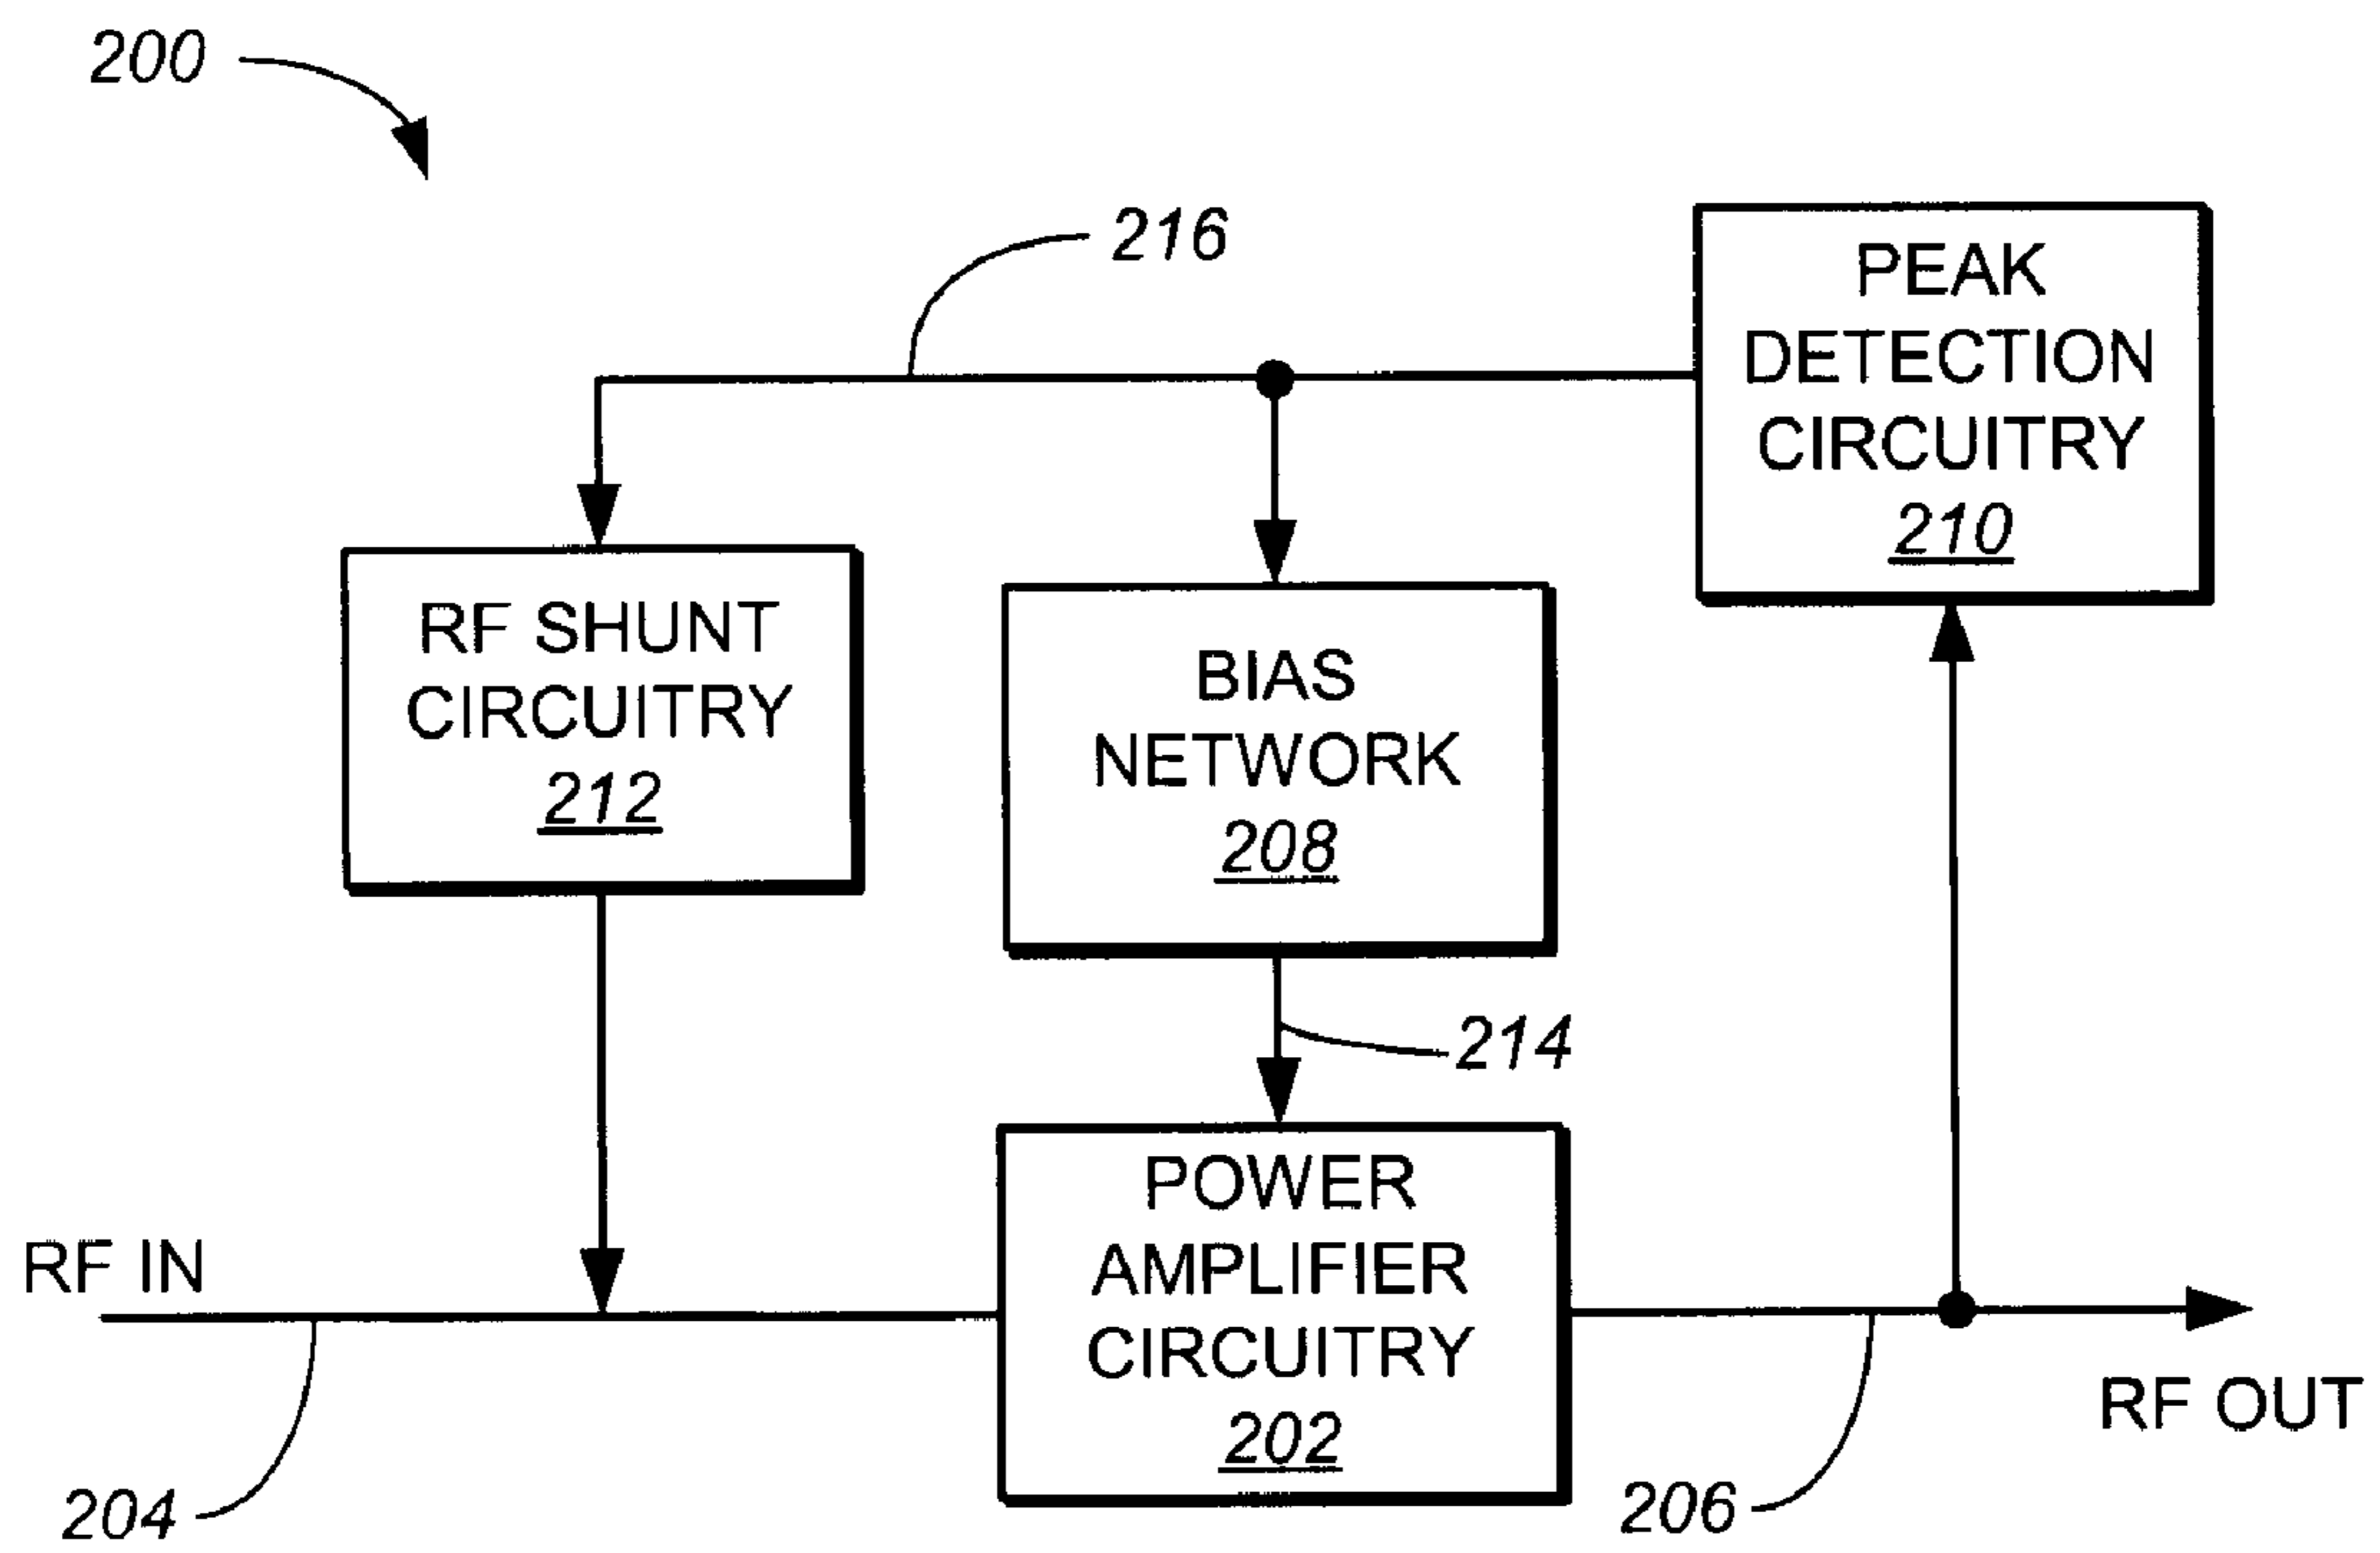 200
216
PEAK
DETECTION
CIRCUITRY
210
RF SHUNT
CIRCUITRY
212
BIAS
NETWORK
208
214
POWER
AMPLIFIER
CIRCUITRY
202
RF IN
204
206
RF OUT